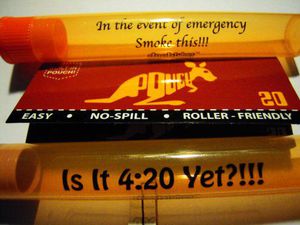 In the event of emergency
Smoke this!!!
POUCH!
POUCH
20
EASY · NO-SPILL · ROLLER - FRIENDLY
Is It 4:20 Yet?!!!